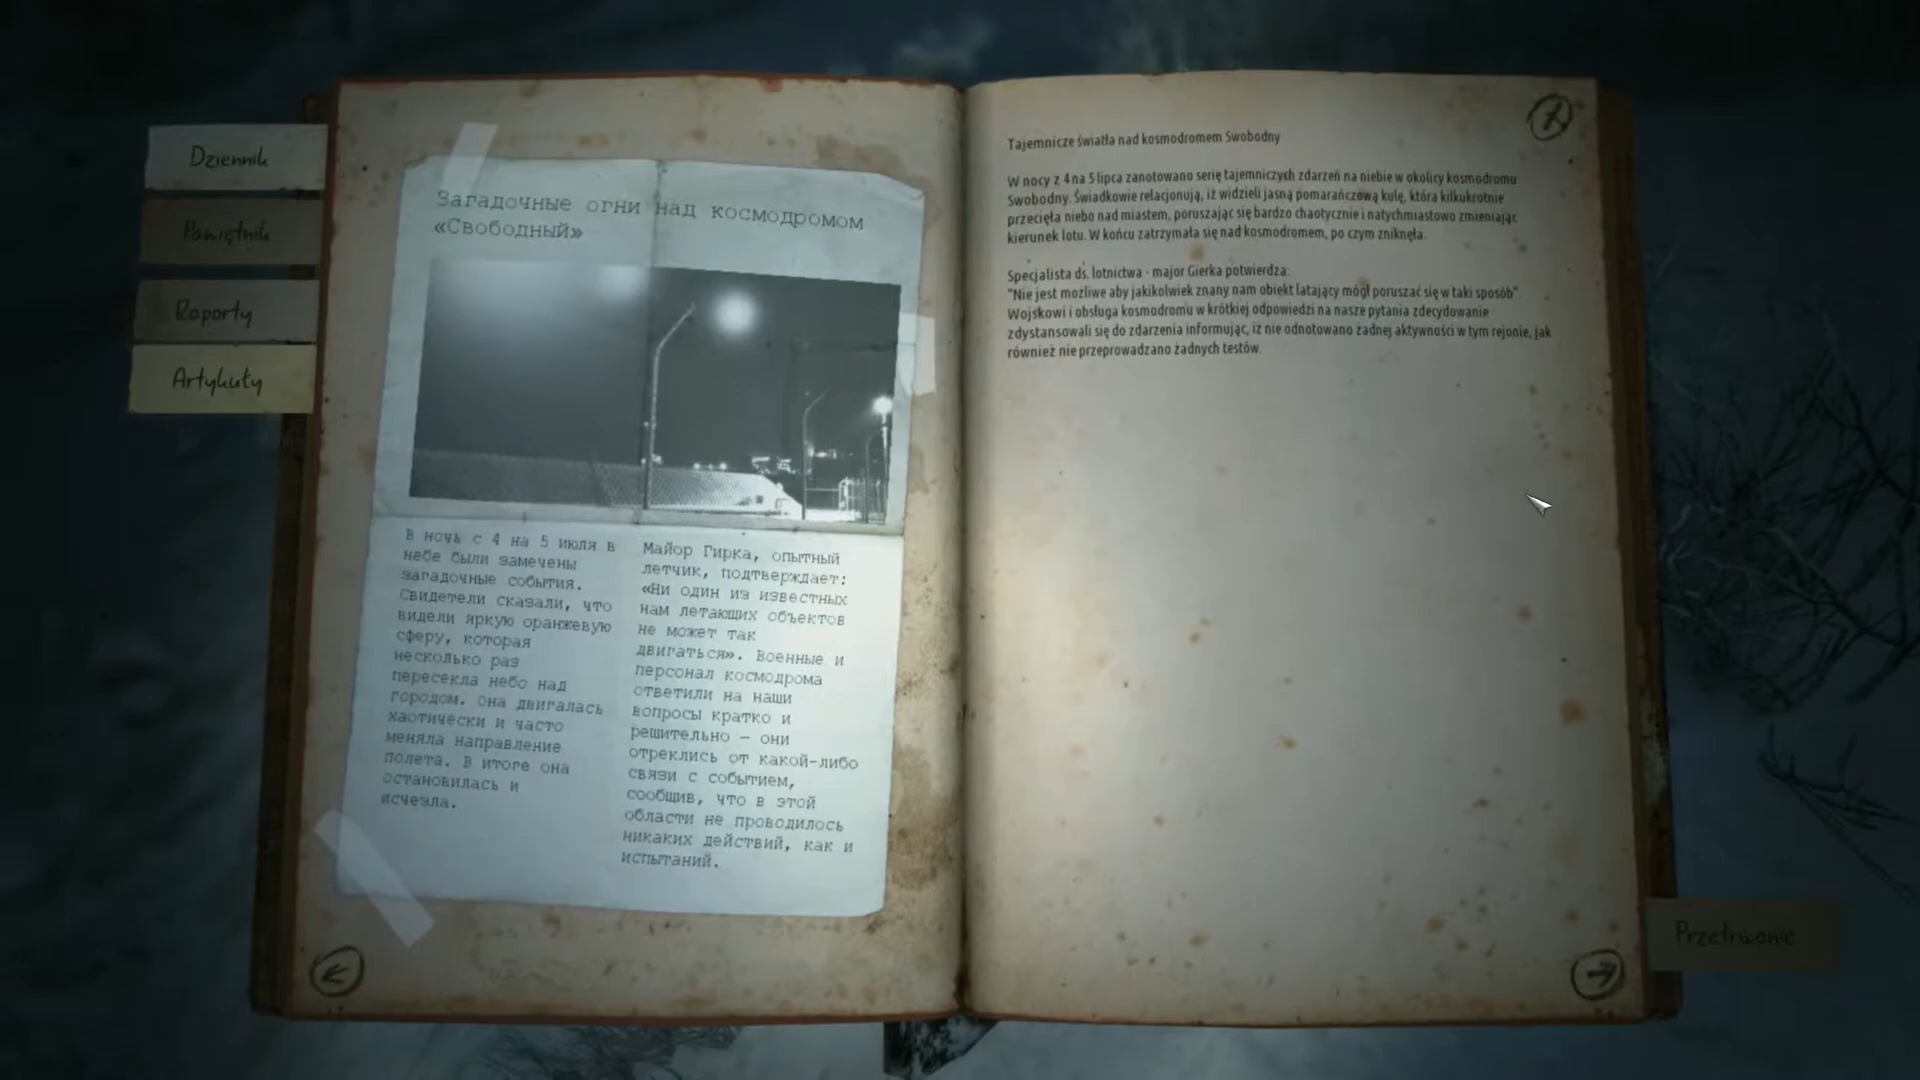 Dziennik
Pamiętnik
Raporty
Artykuły
Загадочные огни над космодромом
«Свободный»
В ночь с 4 на 5 июля в
небе были замечены
загадочные события.
Свидетели сказали, что
видели яркую оранжевую
сферу, которая
несколько раз
пересекла небо над
городом. Она двигалась
хаотически и часто
меняла направление
полета. В итоге она
остановилась и
исчезла.
Майор Гирка, опытный
летчик, подтверждает:
«Ни один из известных
нам летающих объектов
не может так
двигаться». Военные и
персонал космодрома
ответили на наши
вопросы кратко и
решительно – они
отреклись от какой-либо
связи с событием,
сообщив, что в этой
области не проводилось
никаких действий, как и
испытаний.
Tajemnicze światła nad kosmodromem Swobodny
W nocy z 4 na 5 lipca zanotowano serię tajemniczych zdarzeń na niebie w okolicy kosmodromu
Swobodny. Świadkowie relacjonują, iż widzieli jasną pomarańczową kulę, która kilkukrotnie
przecięła niebo nad miastem, poruszając się bardzo chaotycznie i natychmiastowo zmieniając
kierunek lotu. W końcu zatrzymała się nad kosmodromem, po czym zniknęła.
Specjalista ds. lotnictwa - major Gierka potwierdza:
"Nie jest możliwe aby jakikolwiek znany nam obiekt latający mógł poruszać się w taki sposób".
Wojskowi i obsługa kosmodromu w krótkiej odpowiedzi na nasze pytania zdecydowanie
zdystansowali się do zdarzenia informując, iż nie odnotowano żadnej aktywności w tym rejonie, jak
również nie przeprowadzano żadnych testów.
Przetrwanie